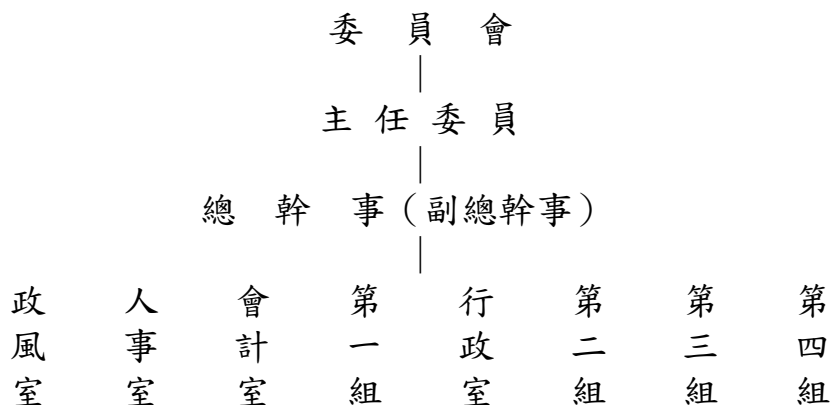 委員會
主任委員
總幹事(副總幹事)
政風室
人事室
會計室
第一組
行政室
第二組
第三組
第四組